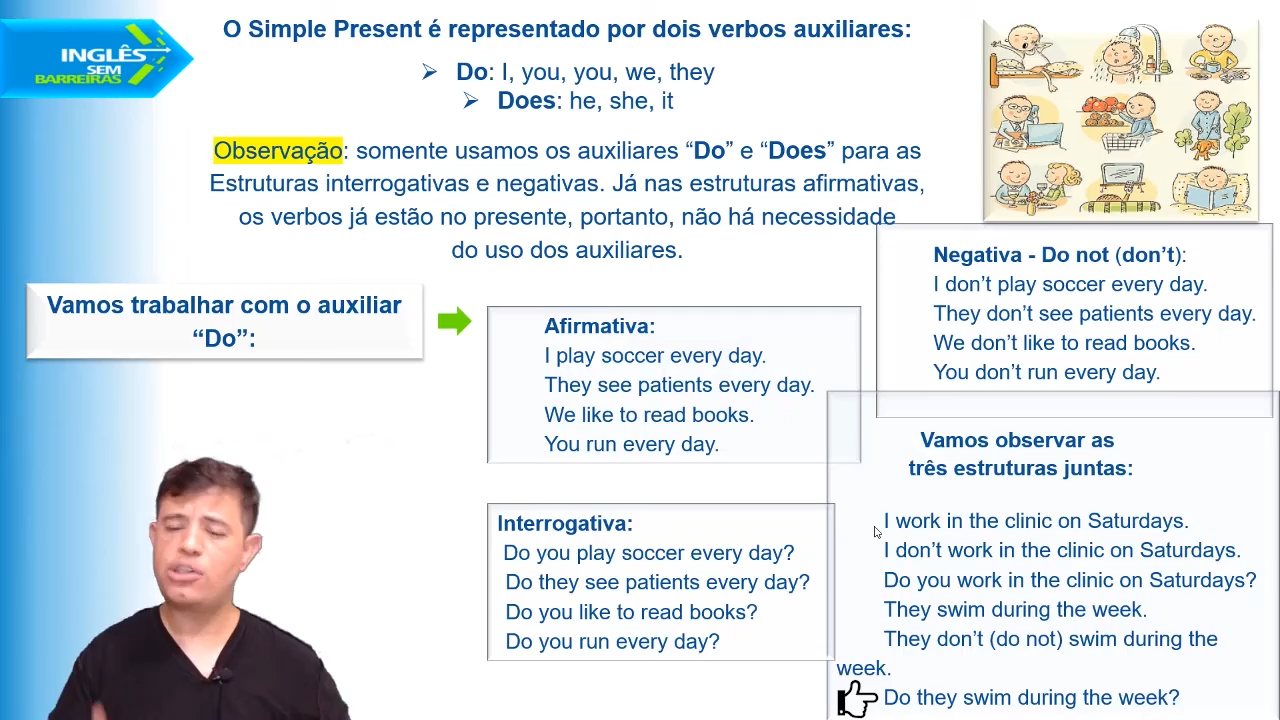 INGLÊS
SEM
BARREIRAS
O Simple Present é representado por dois verbos auxiliares:
Do: I, you, you, we, they
Does: he, she, it
Observação: somente usamos os auxiliares “Do” e “Does” para as
Estruturas interrogativas e negativas. Já nas estruturas afirmativas,
os verbos já estão no presente, portanto, não há necessidade
do uso dos auxiliares.
Vamos trabalhar com o auxiliar
“Do”:
Afirmativa:
I play soccer every day.
They see patients every day.
We like to read books.
You run every day.
Interrogativa:
Do you play soccer every day?
Do they see patients every day?
Do you like to read books?
Do you run every day?
Negativa - Do not (don’t):
I don’t play soccer every day.
They don’t see patients every day.
We don’t like to read books.
You don’t run every day.
Vamos observar as
três estruturas juntas:
I work in the clinic on Saturdays.
I don’t work in the clinic on Saturdays.
Do you work in the clinic on Saturdays?
They swim during the week.
They don’t (do not) swim during the
week.
Do they swim during the week?